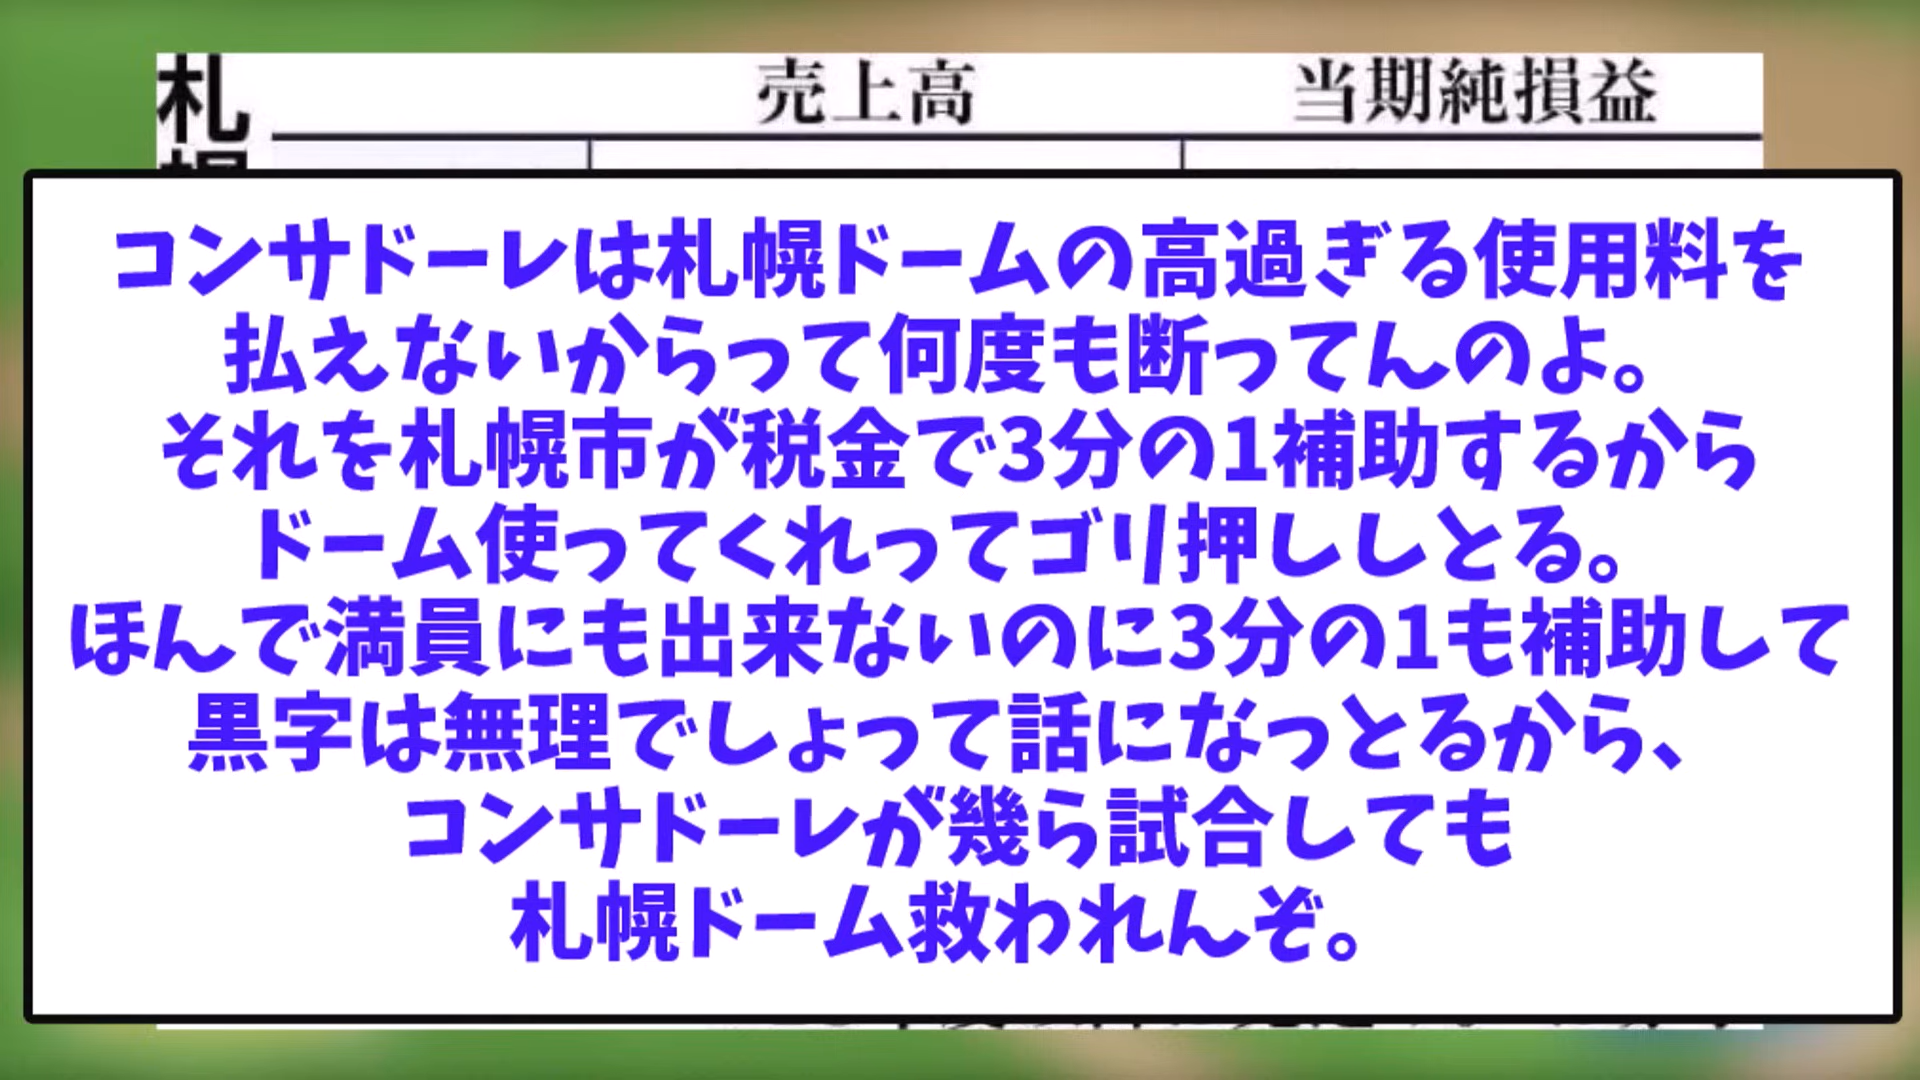 札
売上高
当期純損益
コンサドーレは札幌ドームの高過ぎる使用料を
払えないからって何度も断ってんのよ。
それを札幌市が税金で3分の1補助するから
ドーム使ってくれってゴリ押ししとる。
ほんで満員にも出来ないのに3分の1も補助して
黒字は無理でしょって話になっとるから、
コンサドーレが幾ら試合しても
札幌ドーム救われんぞ。